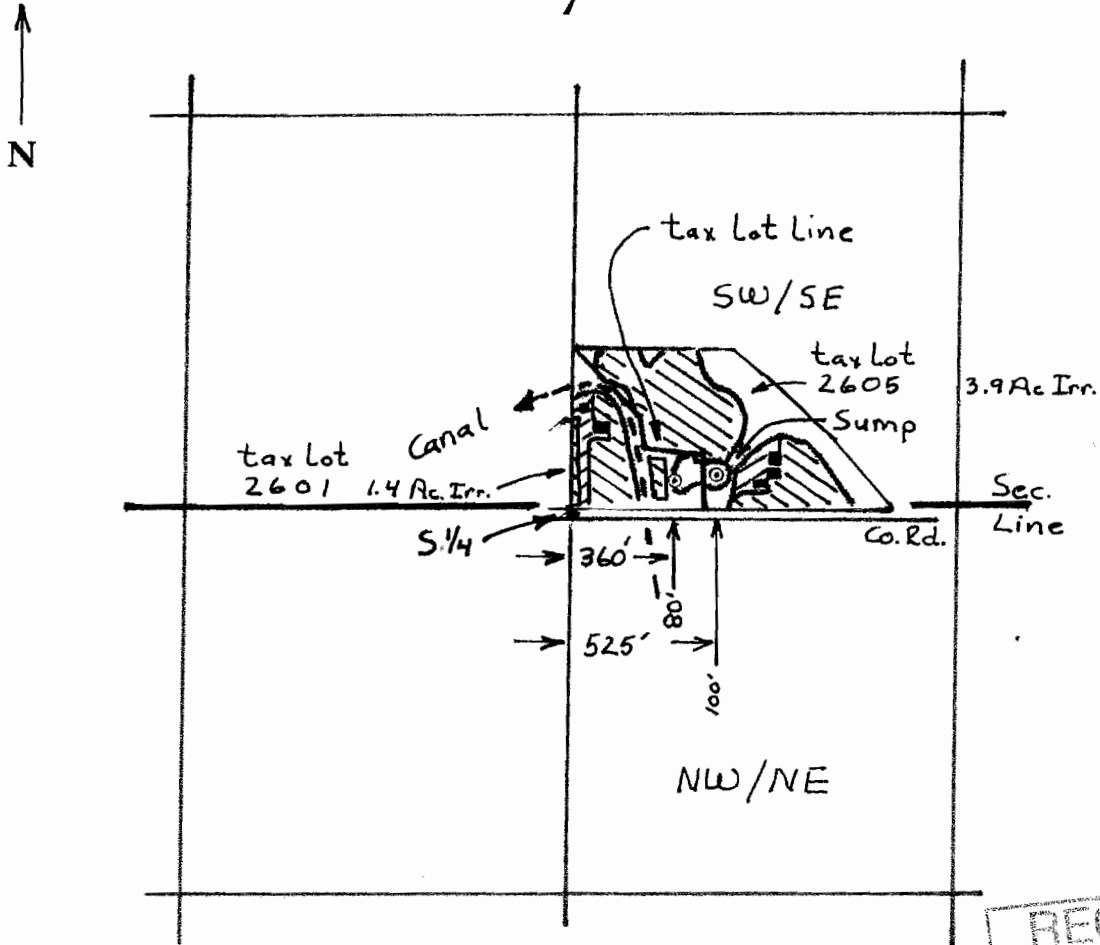 N
tax Lot Line
SW/SE
tax Lot
2605
3.9 Ac Irr.
Sump
Canal
tax Lot
2601
1.4 Ac. Irr.
Sec.
Line
S.1/4
Co. Rd.
360'
80'
525'
100'
NW/NE